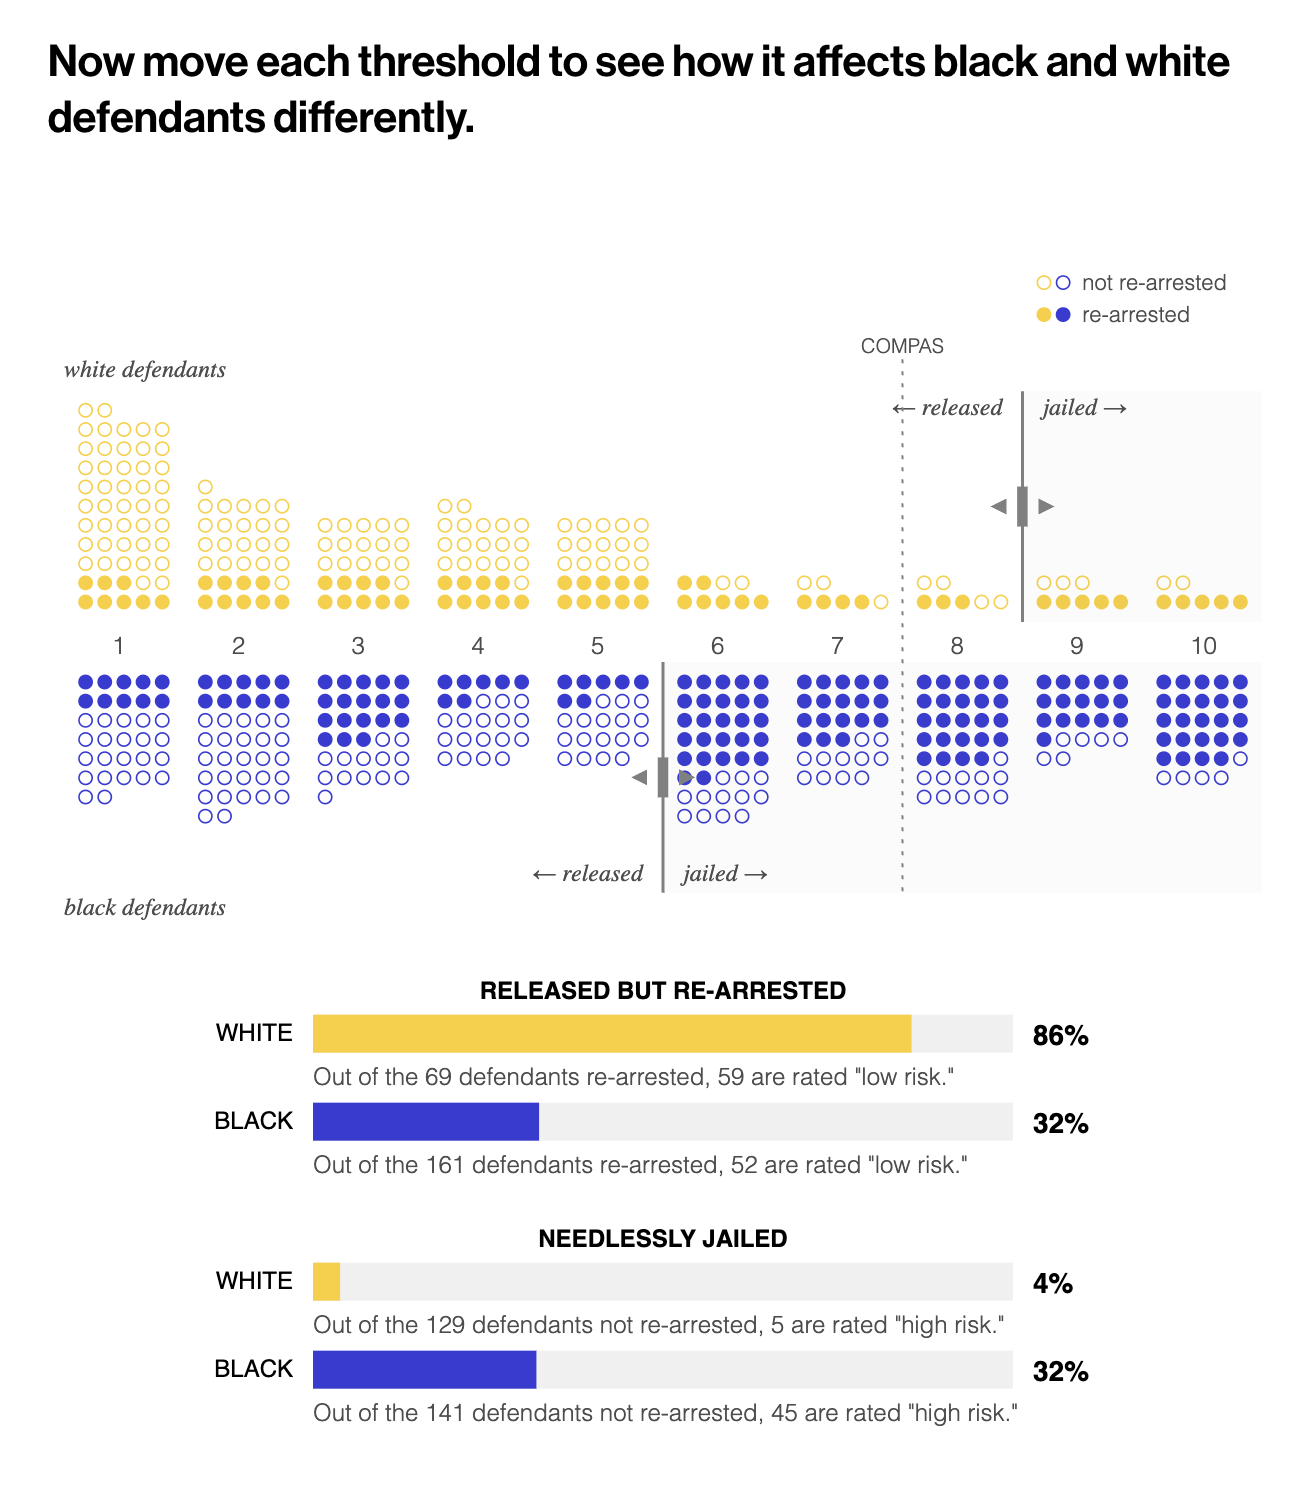 Now move each threshold to see how it affects black and white
defendants differently.
not re-arrested
re-arrested
COMPAS
white defendants
← released
jailed →
1 2 3 4 5 6 7 8 9 10
← released
jailed →
black defendants
RELEASED BUT RE-ARRESTED
WHITE
86%
Out of the 69 defendants re-arrested, 59 are rated "low risk."
BLACK
32%
Out of the 161 defendants re-arrested, 52 are rated "low risk."
NEEDLESSLY JAILED
WHITE
4%
Out of the 129 defendants not re-arrested, 5 are rated "high risk."
BLACK
32%
Out of the 141 defendants not re-arrested, 45 are rated "high risk."